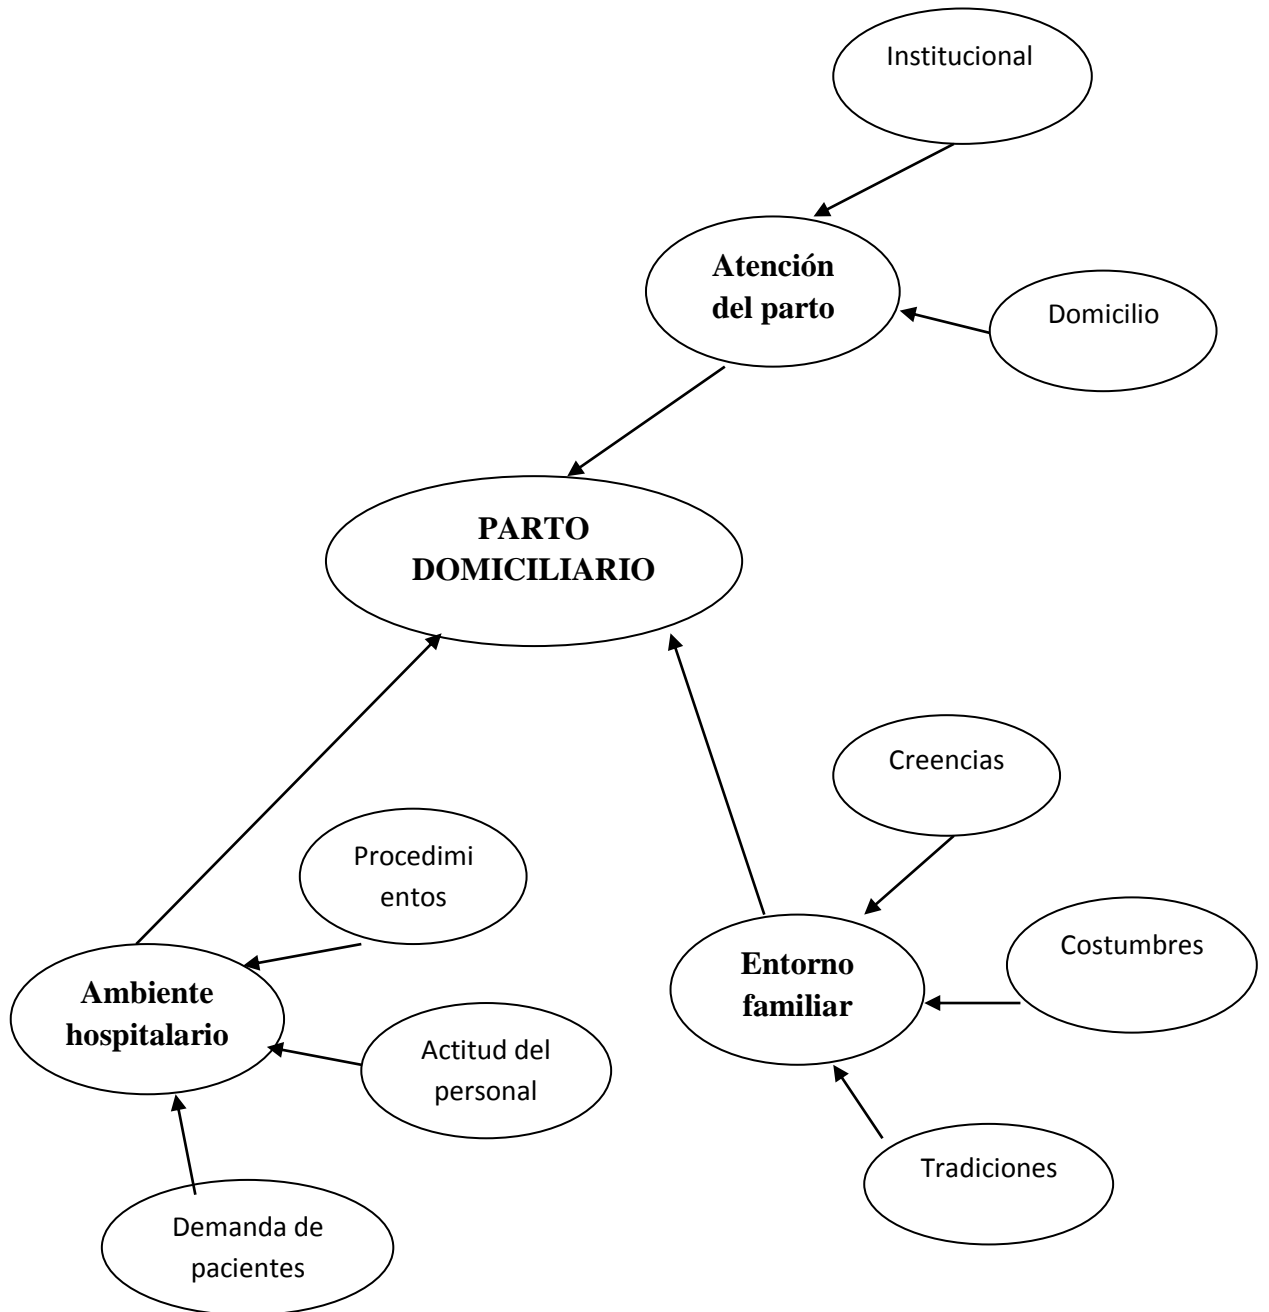 Institucional
Atención
del parto
Domicilio
PARTO
DOMICILIARIO
Creencias
Procedimi
entos
Costumbres
Entorno
familiar
Ambiente
hospitalario
Actitud del
personal
Tradiciones
Demanda de
pacientes